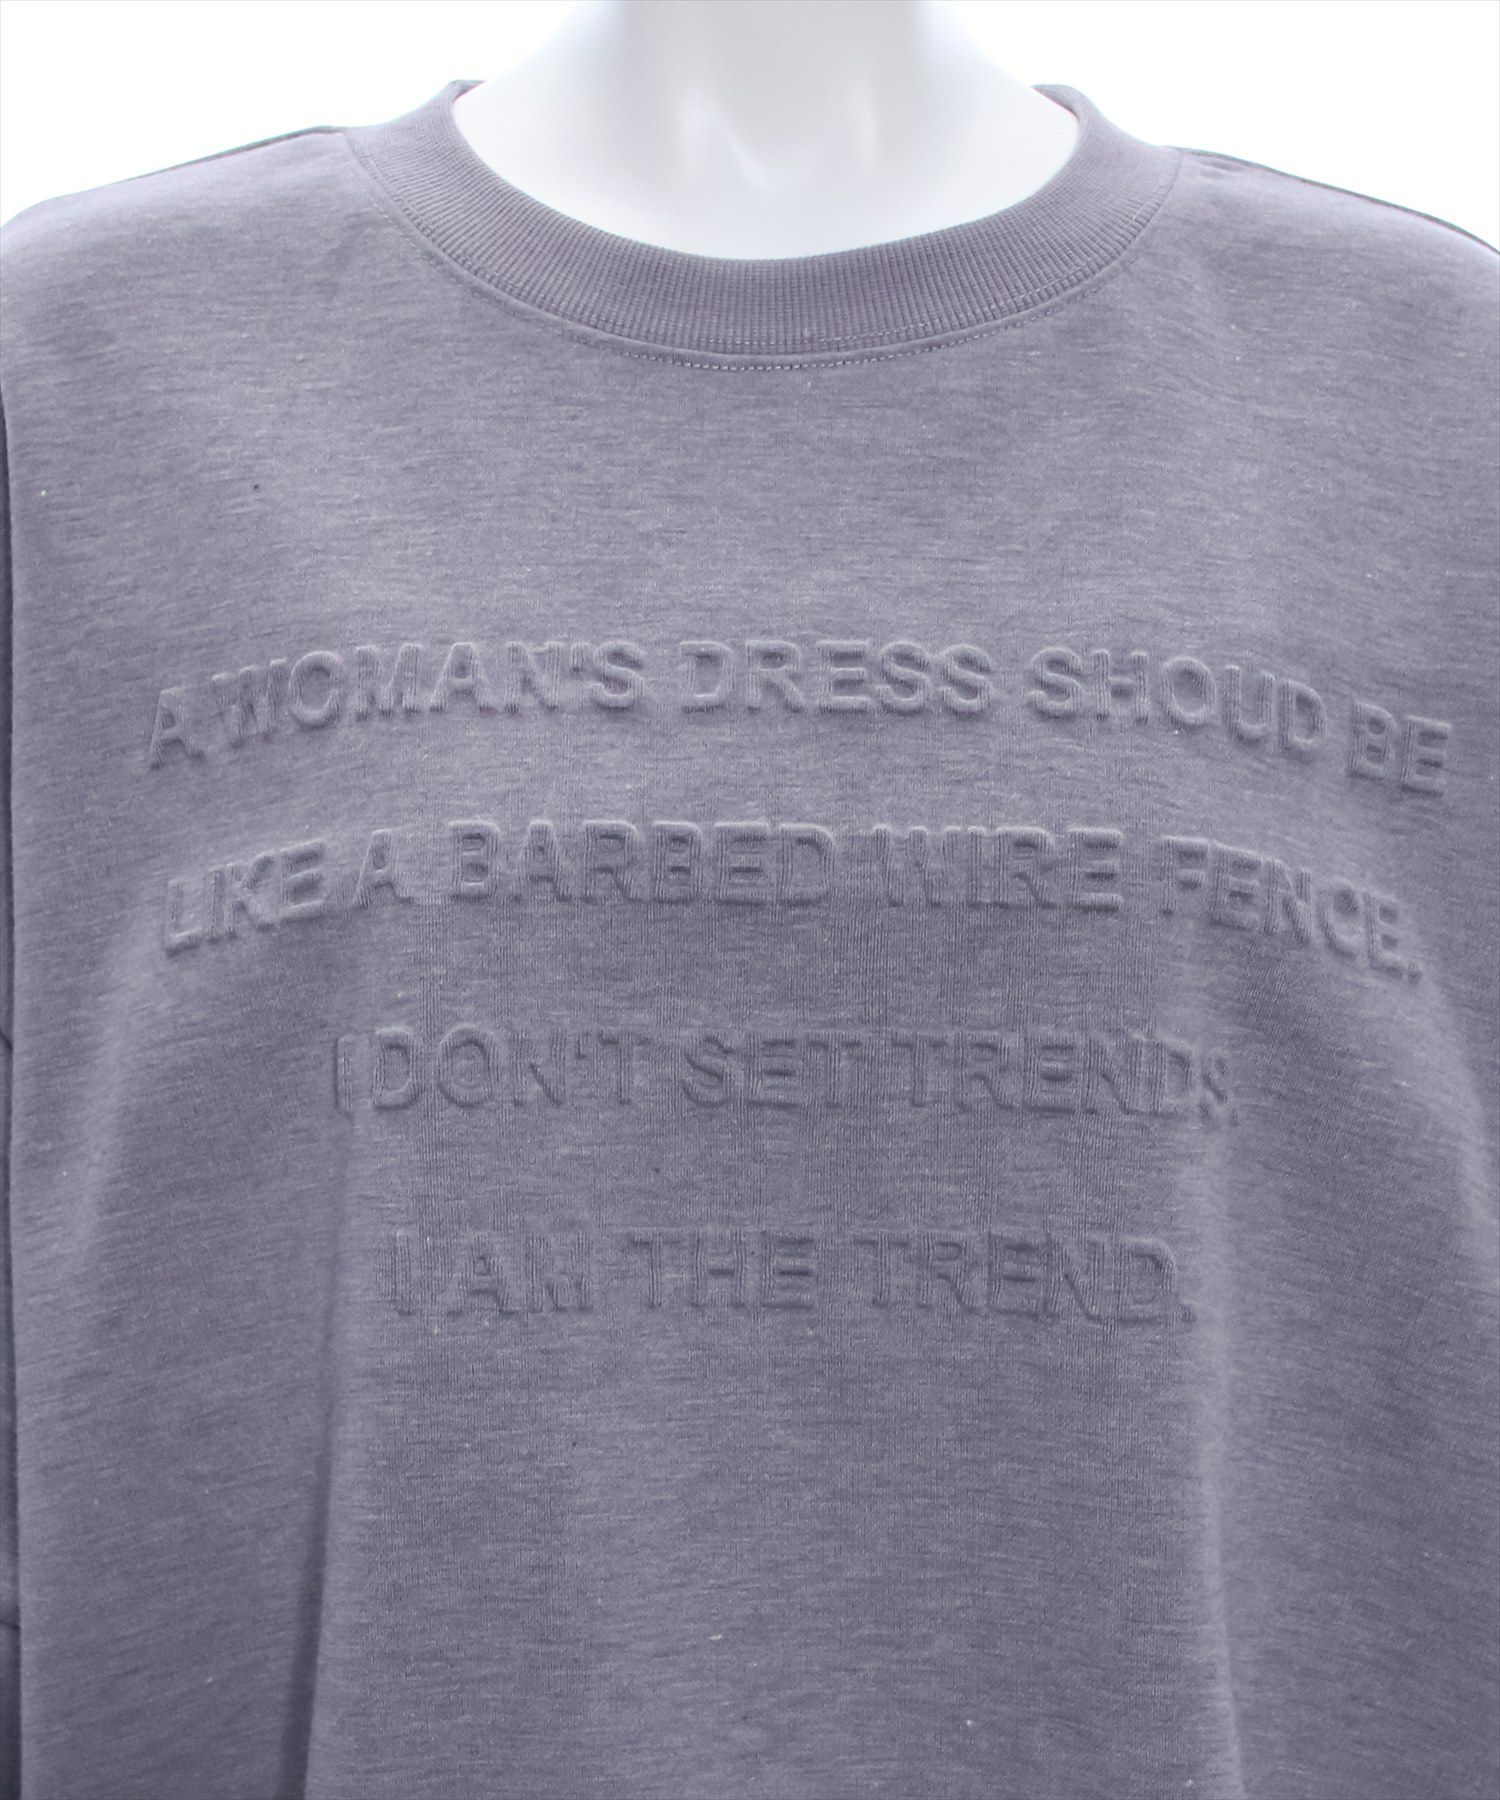 A WOMAN'S DRESS SHOUD BE
LIKE A BARBED WIRE FENCE.
I DON'T SET TRENDS.
I AM THE TREND.